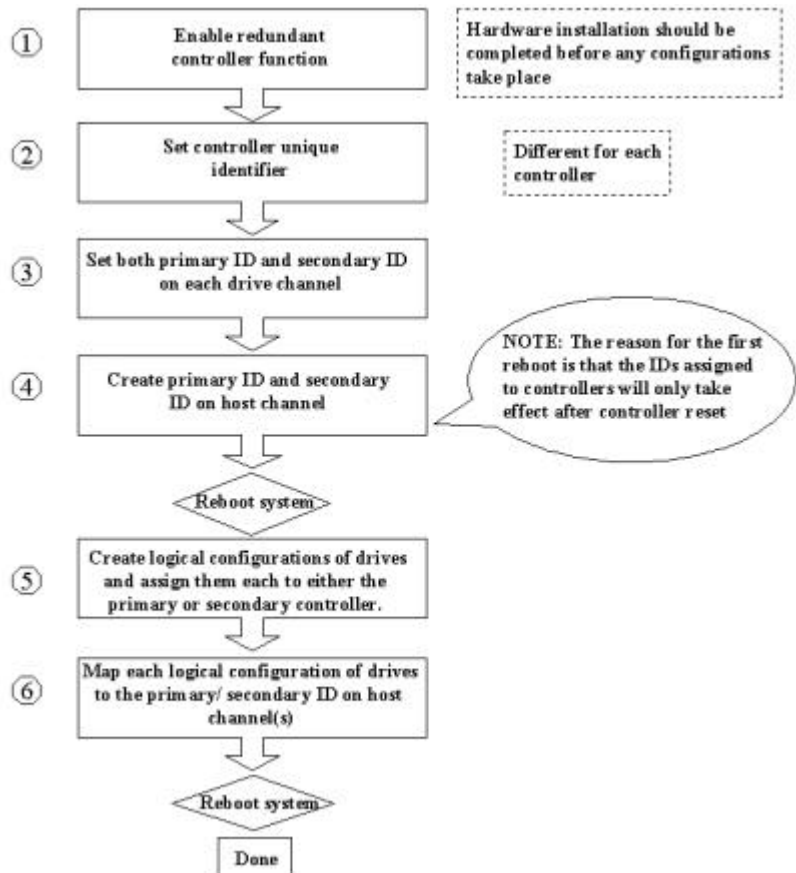 1
Enable redundant
controller function
Hardware installation should be
completed before any configurations
take place
2
Set controller unique
identifier
Different for each
controller
3
Set both primary ID and secondary ID
on each drive channel
4
Create primary ID and secondary
ID on host channel
NOTE: The reason for the first
reboot is that the IDs assigned
to controllers will only take
effect after controller reset
Reboot system
5
Create logical configurations of drives
and assign them each to either the
primary or secondary controller.
6
Map each logical configuration of drives
to the primary/ secondary ID on host
channel(s)
Reboot system
Done